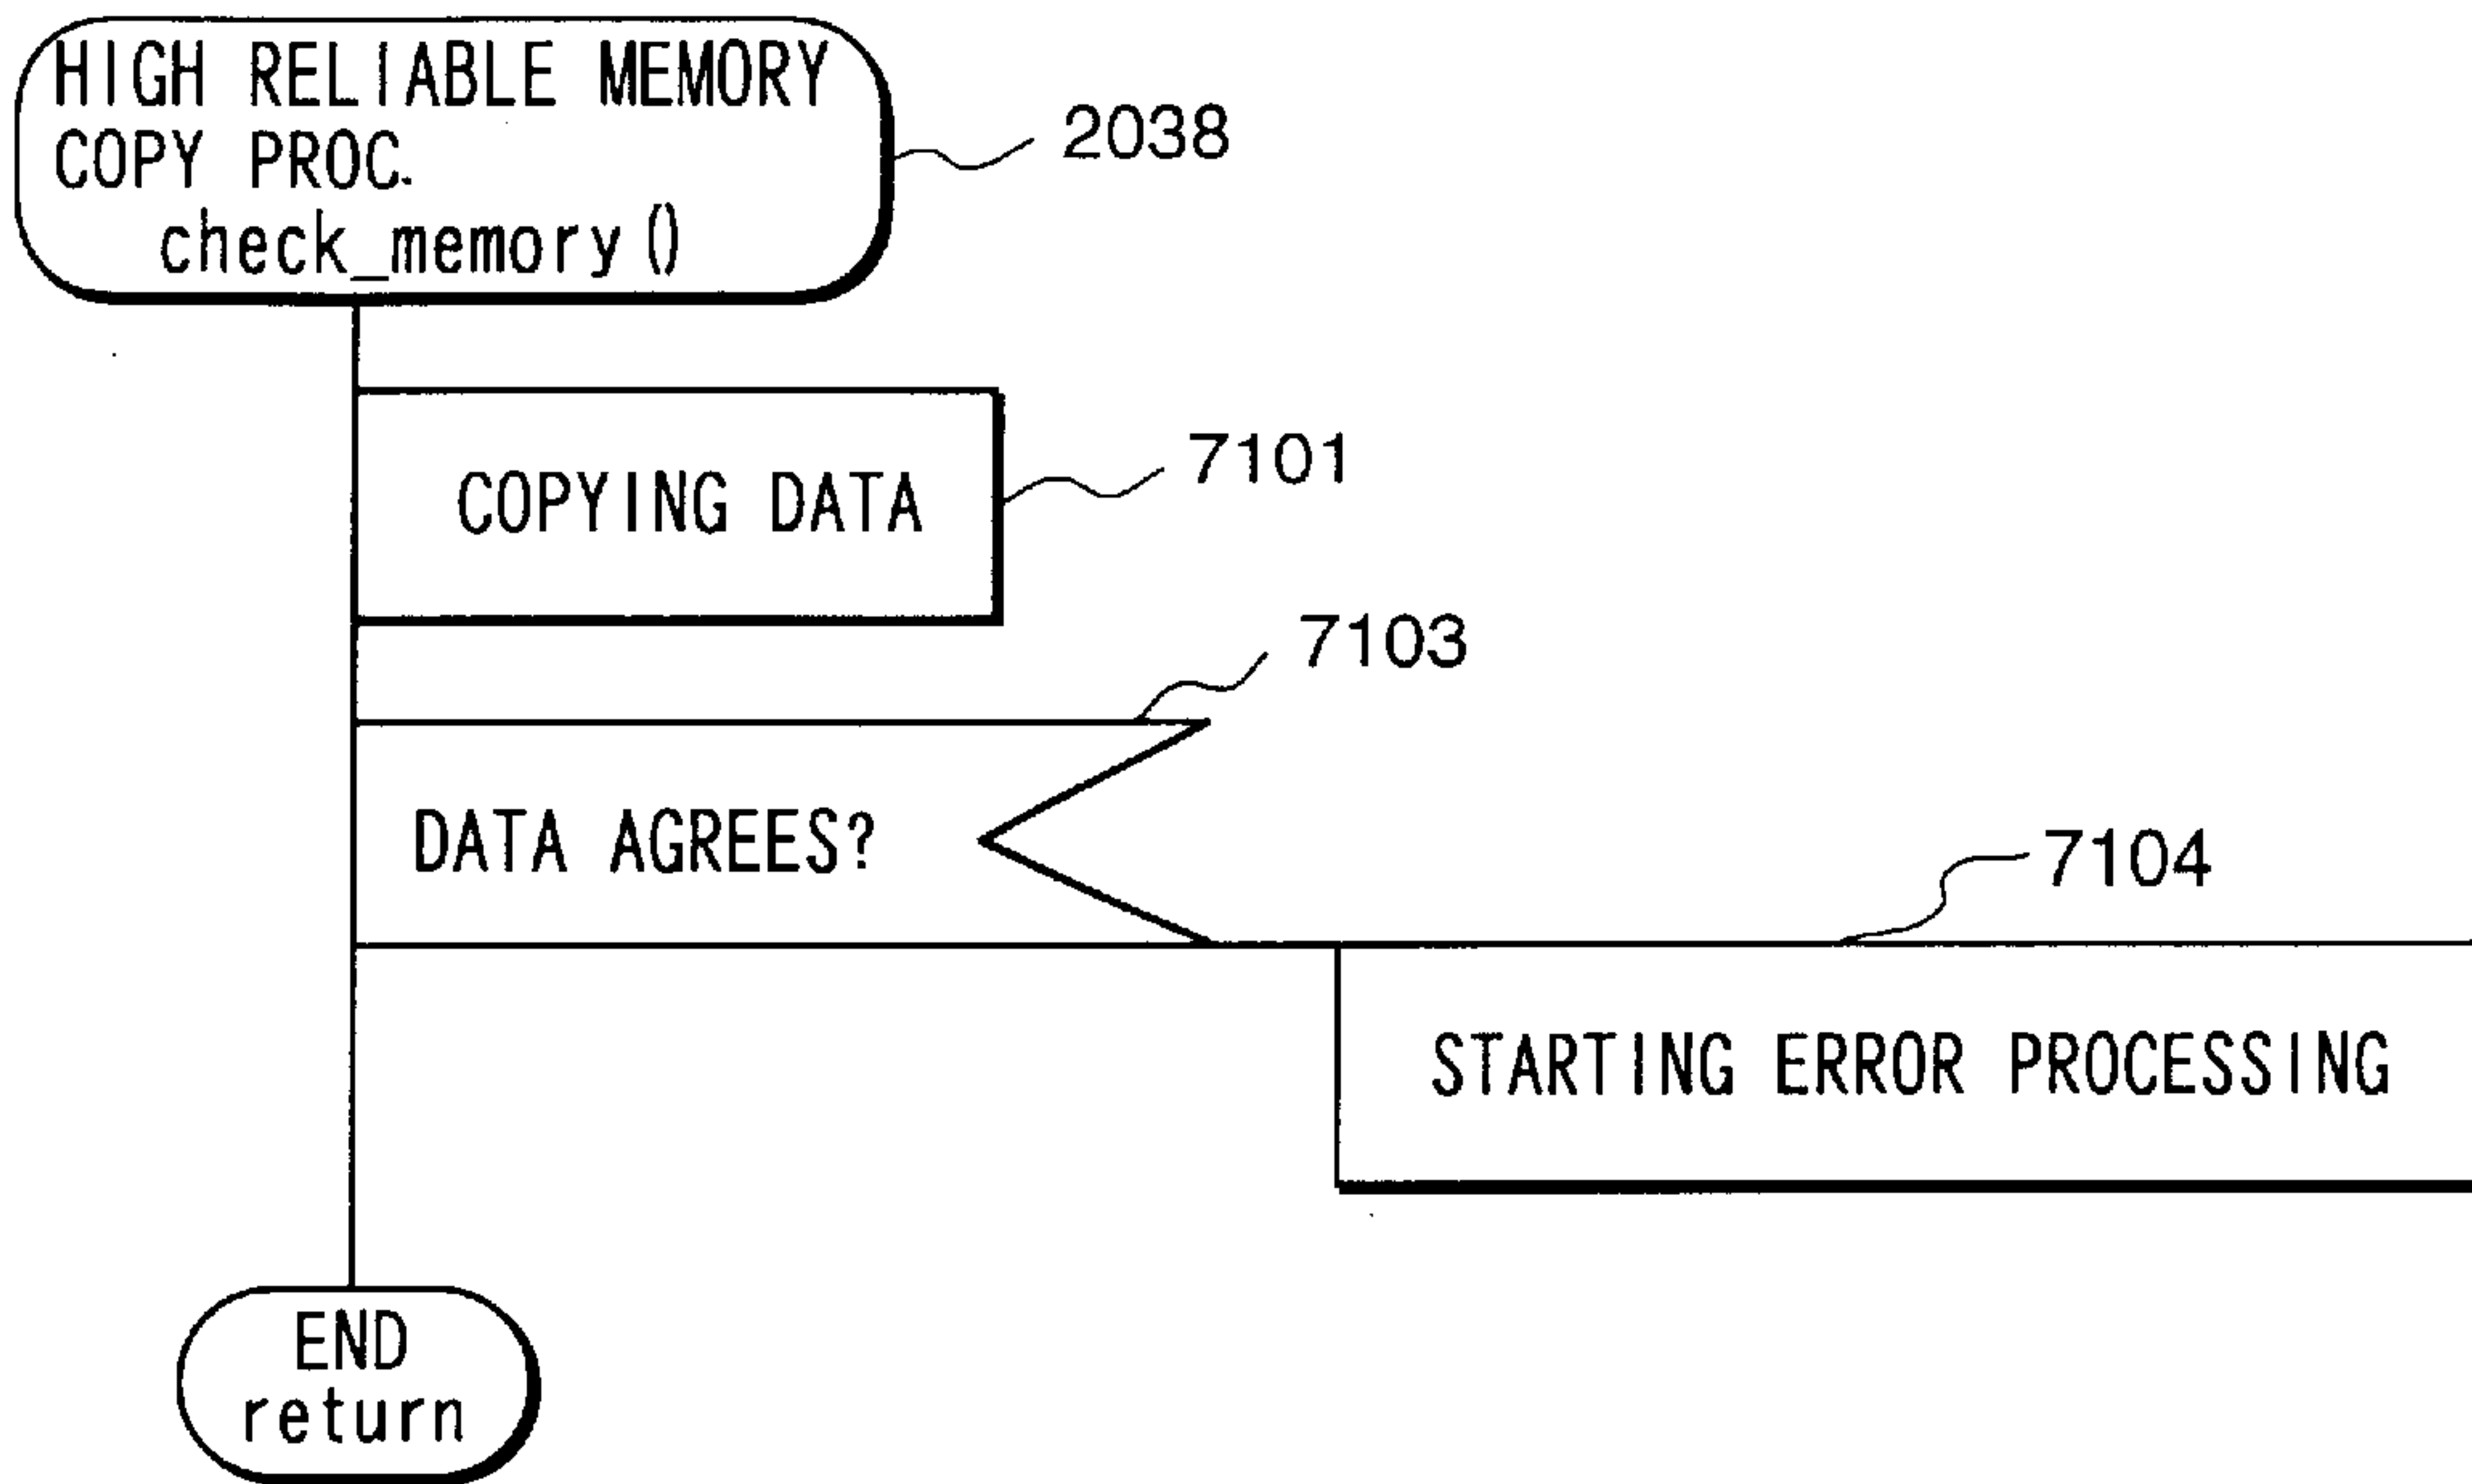 HIGH RELIABLE MEMORY
COPY PROC.
check_memory()
2038
COPYING DATA
7101
7103
DATA AGREES?
7104
STARTING ERROR PROCESSING
END
return